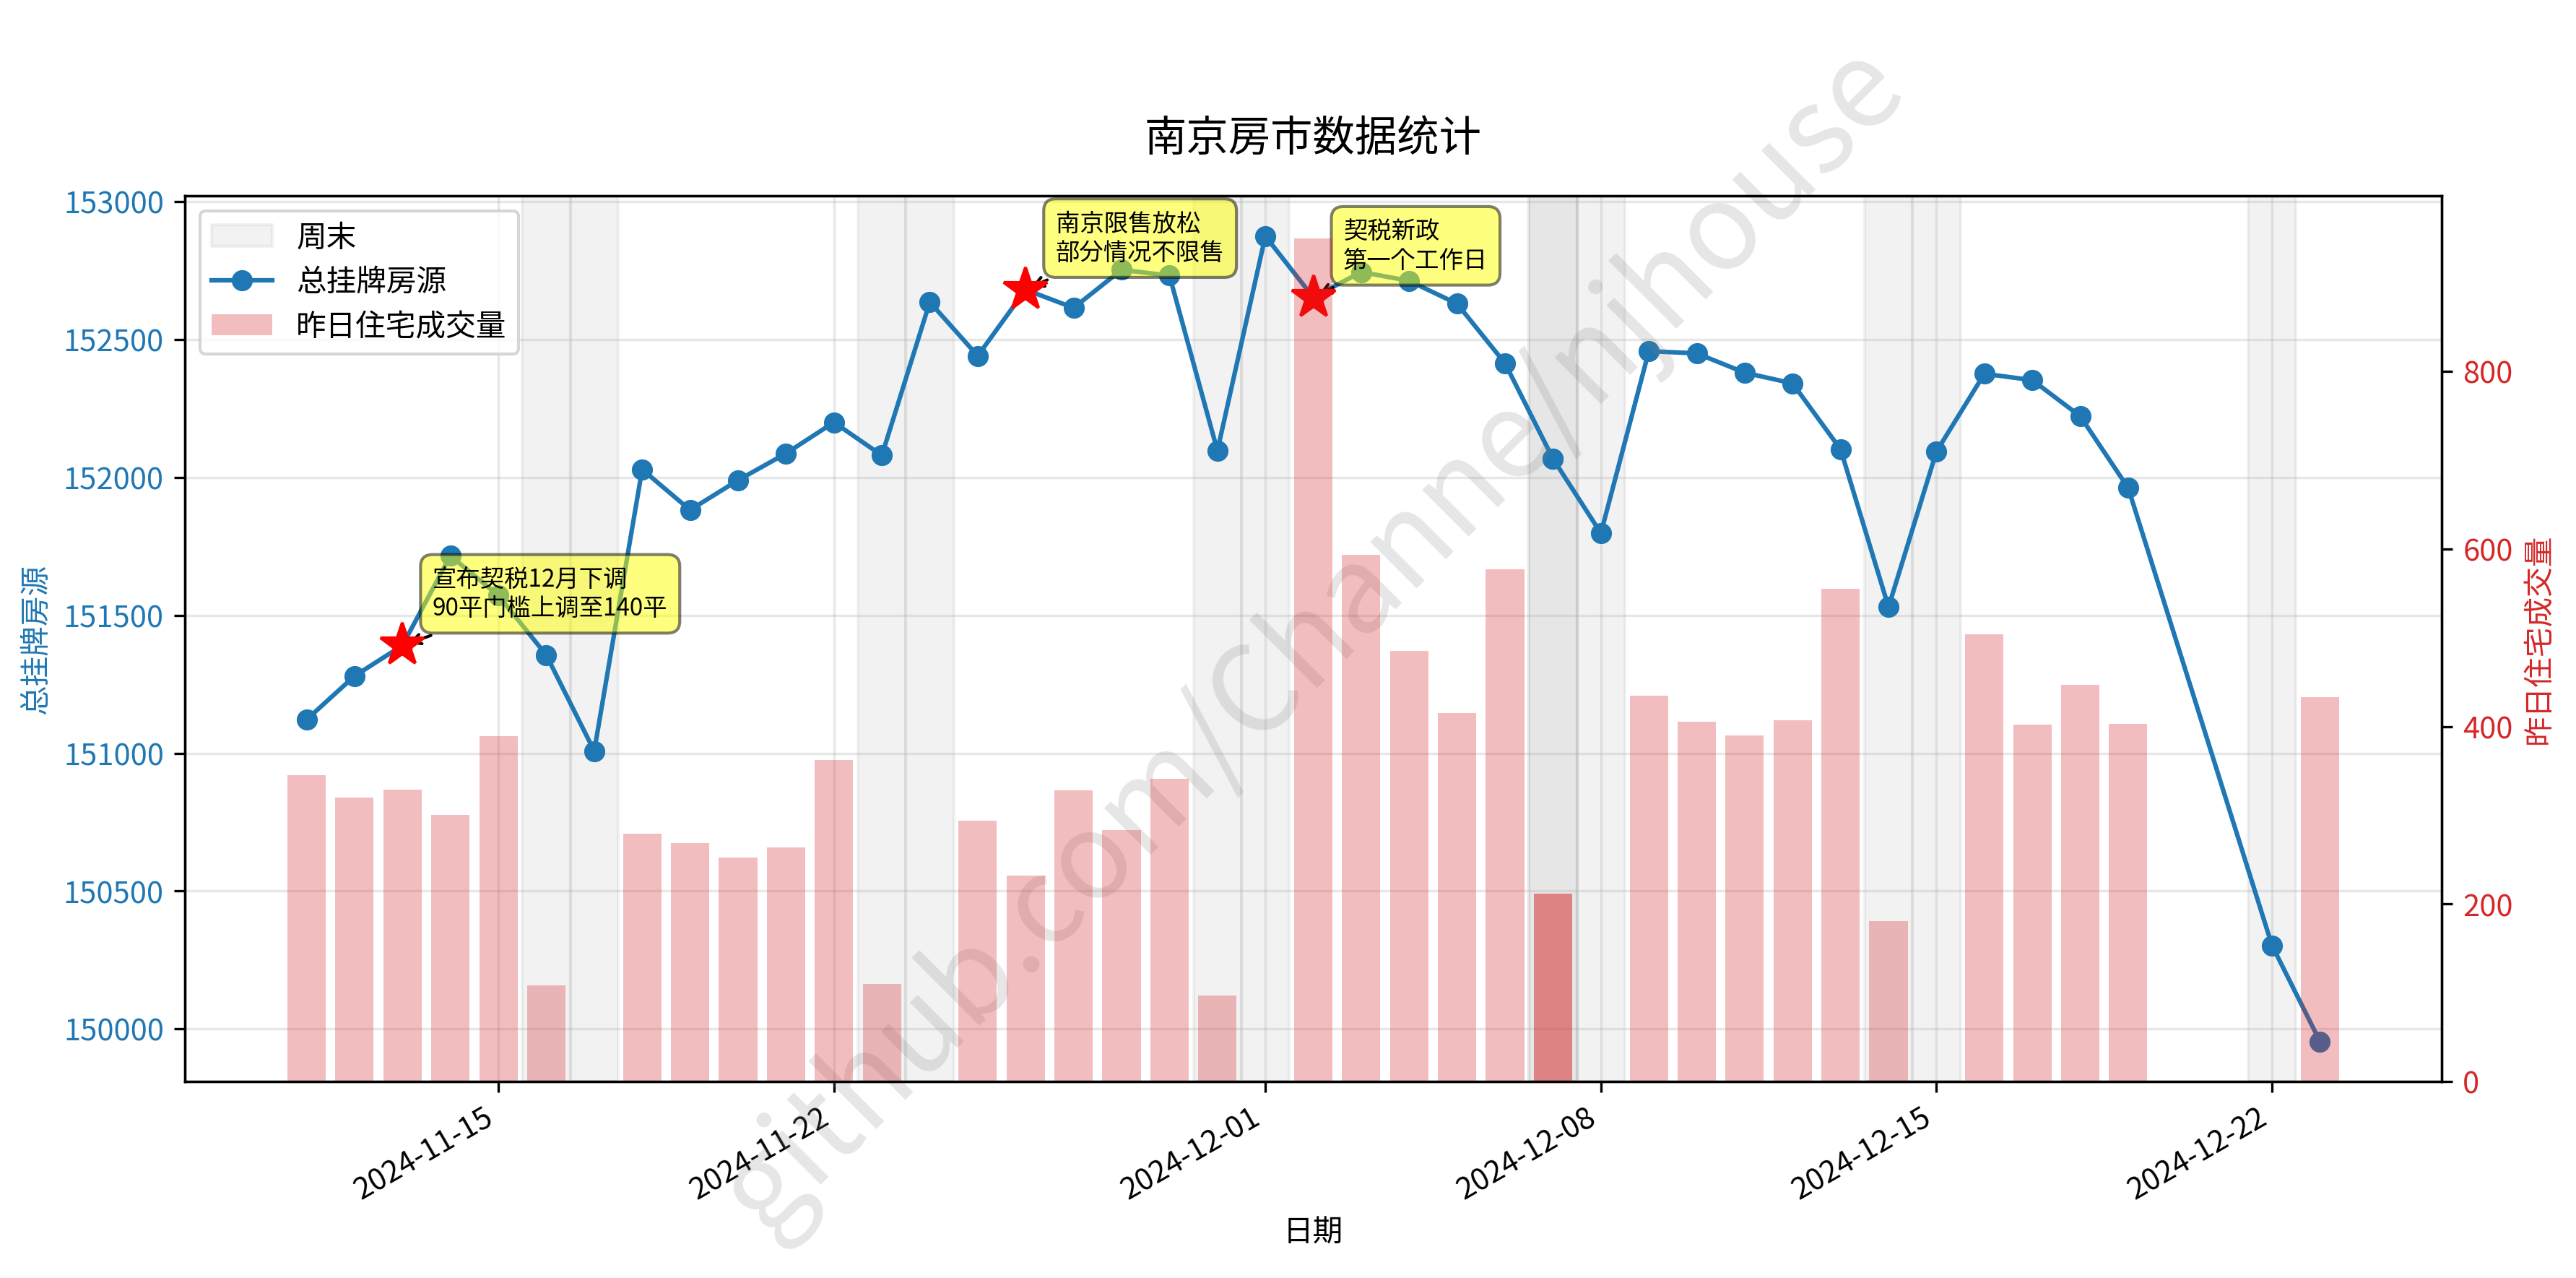 南京房市数据统计
153000
152500
152000
151500
151000
150500
150000
总挂牌房源
周末
总挂牌房源
昨日住宅成交量
宣布契税12月下调
90平门槛上调至140平
南京限售放松
部分情况不限售
契税新政
第一个工作日
800
600
400
200
0
昨日住宅成交量
2024-11-15
2024-11-22
2024-12-01
2024-12-08
2024-12-15
2024-12-22
日期
github.com/Channe/njhouse